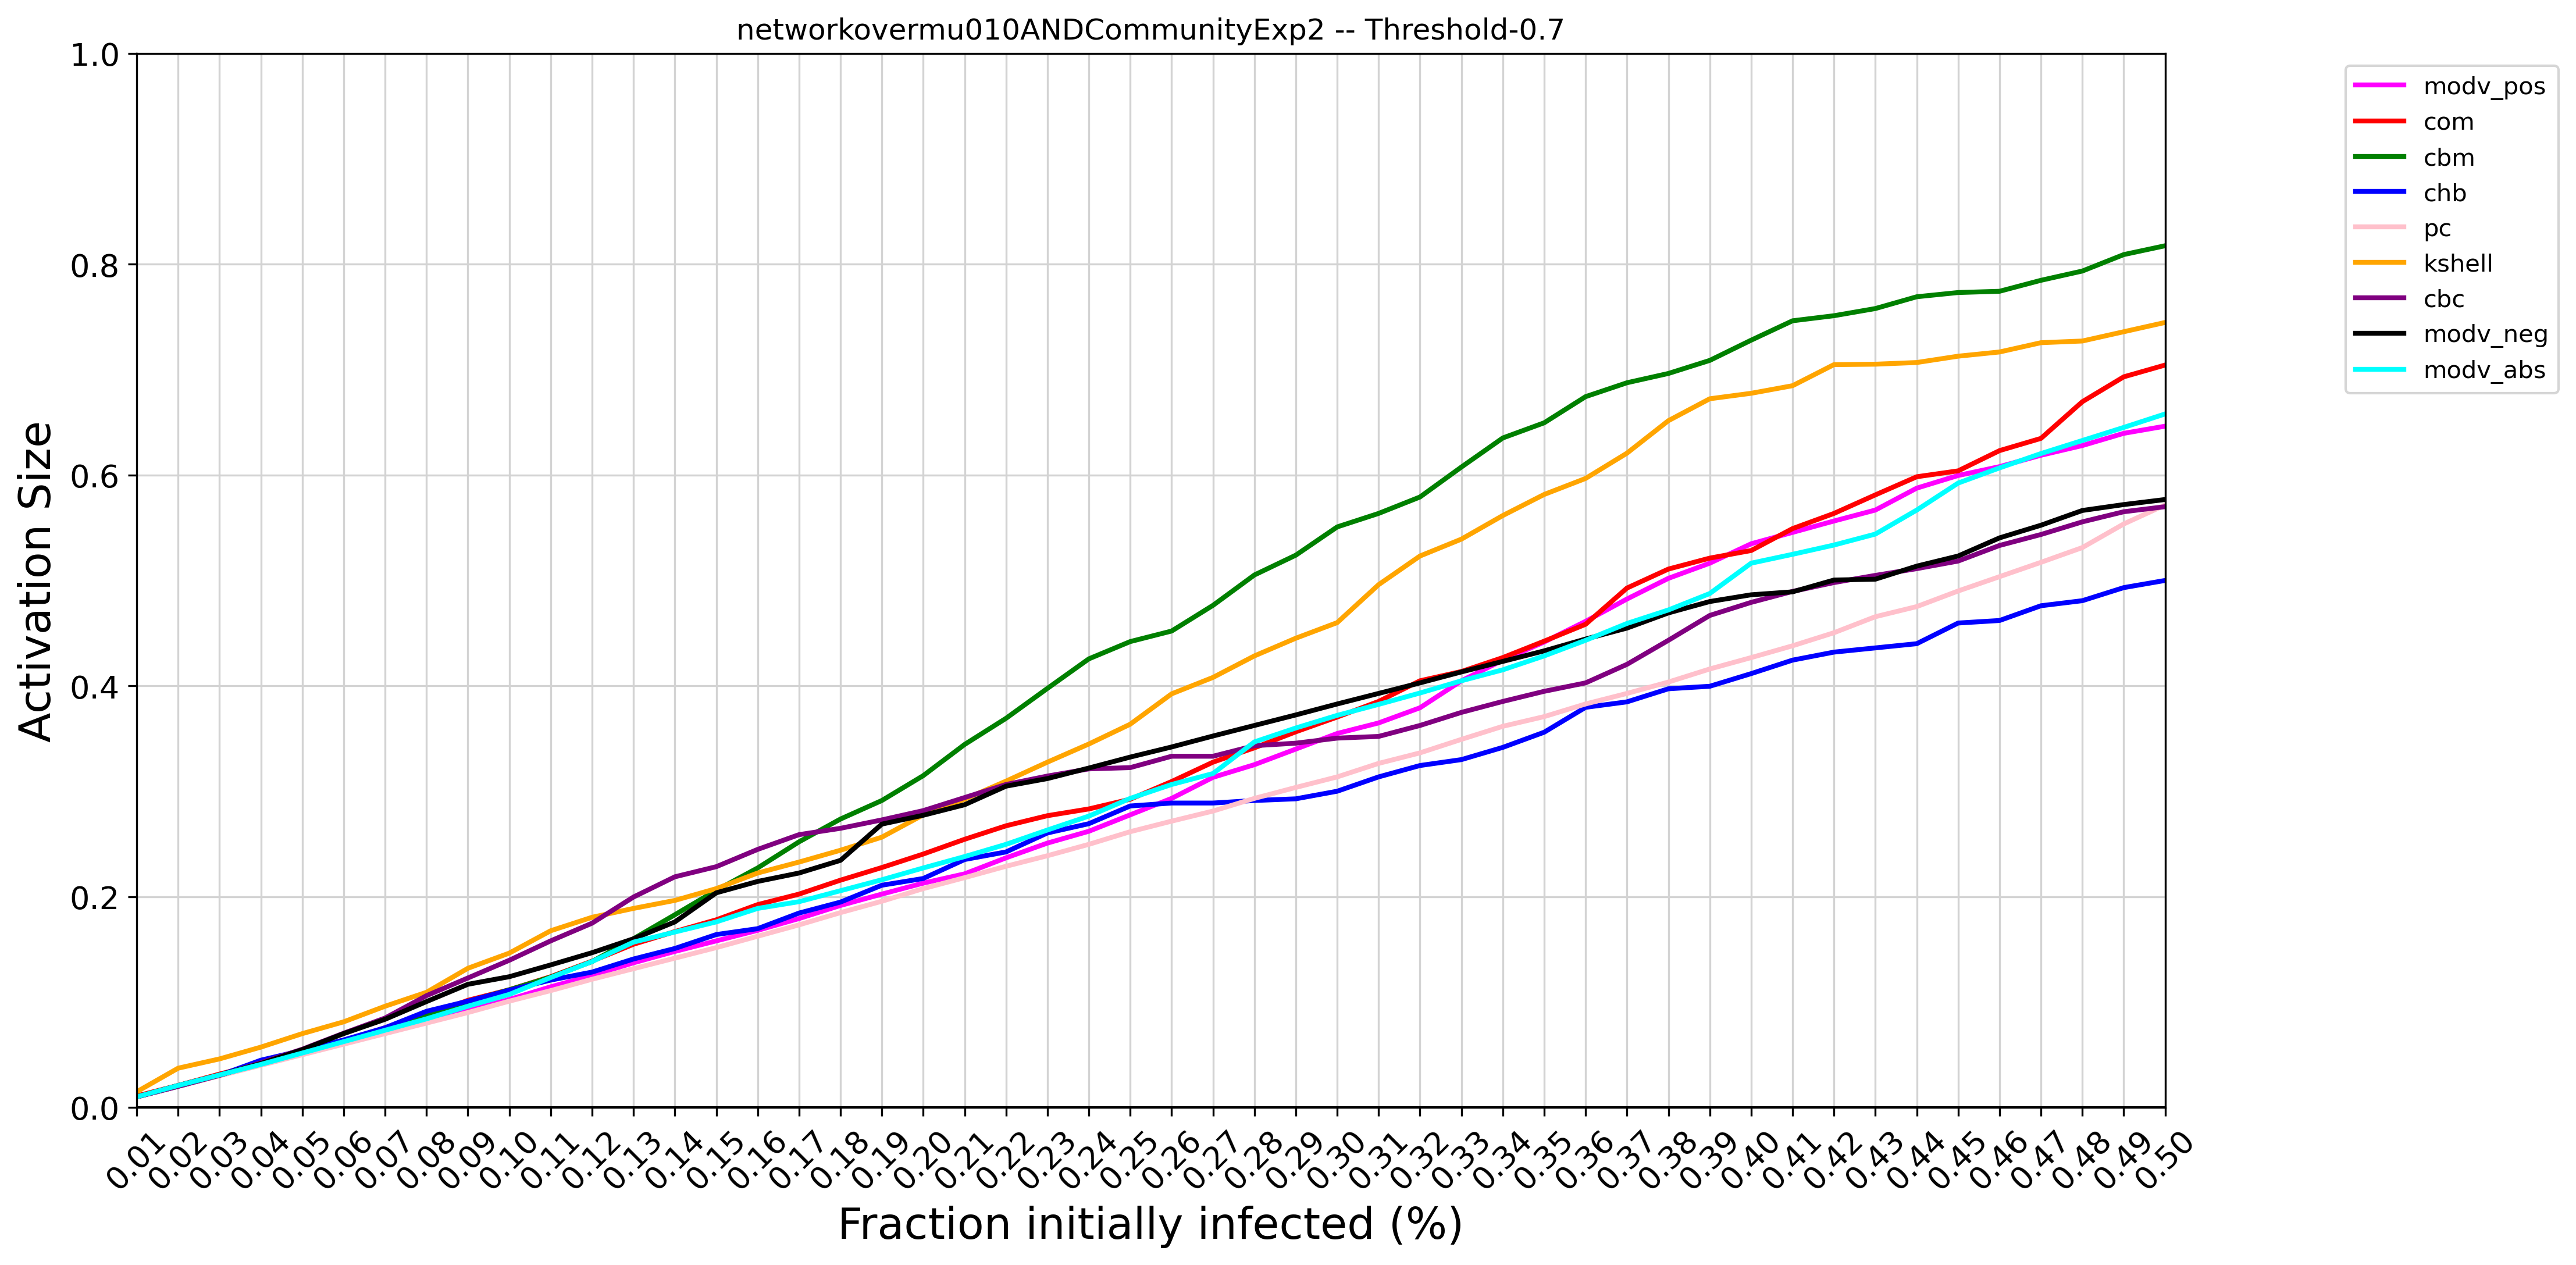 networkovermu010ANDCommunityExp2 -- Threshold-0.7
1.0
0.8
0.6
0.4
0.2
0.0
Activation Size
0.01 0.02 0.03 0.04 0.05 0.06 0.07 0.08 0.09 0.10 0.11 0.12 0.13 0.14 0.15 0.16 0.17 0.18 0.19 0.20 0.21 0.22 0.23 0.24 0.25 0.26 0.27 0.28 0.29 0.30 0.31 0.32 0.33 0.34 0.35 0.36 0.37 0.38 0.39 0.40 0.41 0.42 0.43 0.44 0.45 0.46 0.47 0.48 0.49 0.50
Fraction initially infected (%)
modv_pos
com
cbm
chb
pc
kshell
cbc
modv_neg
modv_abs